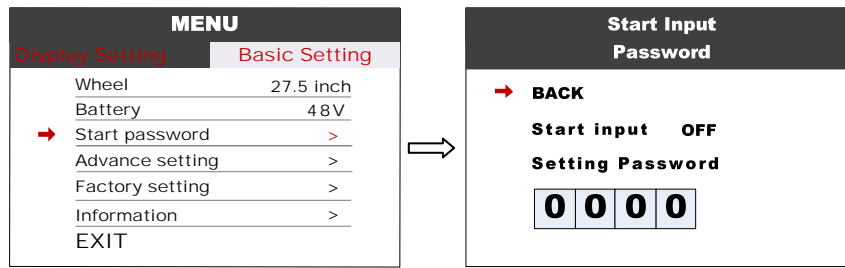 MENU
Display Setting Basic Setting
Wheel 27.5 inch
Battery 48V
Start password >
Advance setting >
Factory setting >
Information >
EXIT
Start Input
Password
BACK
Start input OFF
Setting Password
0 0 0 0